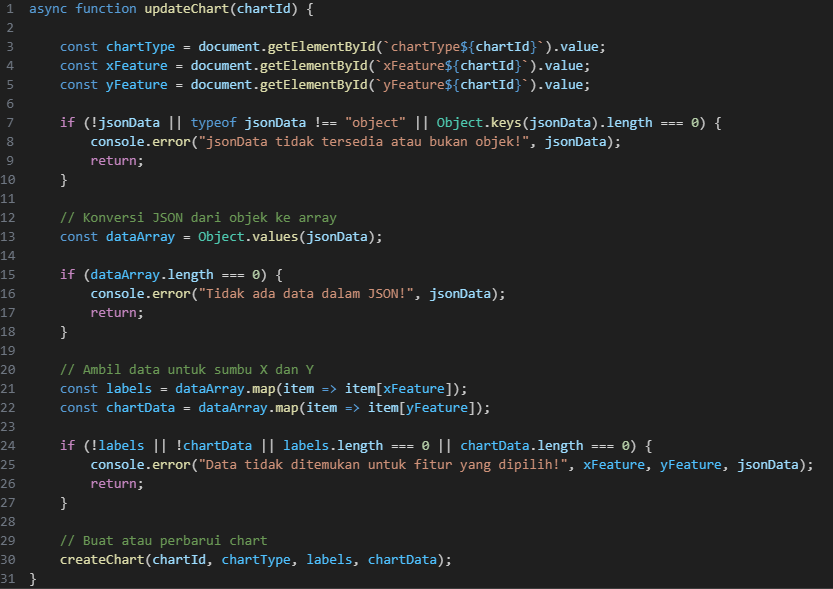 1 async function updateChart(chartId) {
2
3     const chartType = document.getElementById(`chartType${chartId}`).value;
4     const xFeature = document.getElementById(`xFeature${chartId}`).value;
5     const yFeature = document.getElementById(`yFeature${chartId}`).value;
6
7     if (!jsonData || typeof jsonData !== "object" || Object.keys(jsonData).length === 0) {
8         console.error("jsonData tidak tersedia atau bukan objek!", jsonData);
9         return;
10     }
11
12     // Konversi JSON dari objek ke array
13     const dataArray = Object.values(jsonData);
14
15     if (dataArray.length === 0) {
16         console.error("Tidak ada data dalam JSON!", jsonData);
17         return;
18     }
19
20     // Ambil data untuk sumbu X dan Y
21     const labels = dataArray.map(item => item[xFeature]);
22     const chartData = dataArray.map(item => item[yFeature]);
23
24     if (!labels || !chartData || labels.length === 0 || chartData.length === 0) {
25         console.error("Data tidak ditemukan untuk fitur yang dipilih!", xFeature, yFeature, jsonData);
26         return;
27     }
28
29     // Buat atau perbarui chart
30     createChart(chartId, chartType, labels, chartData);
31 }